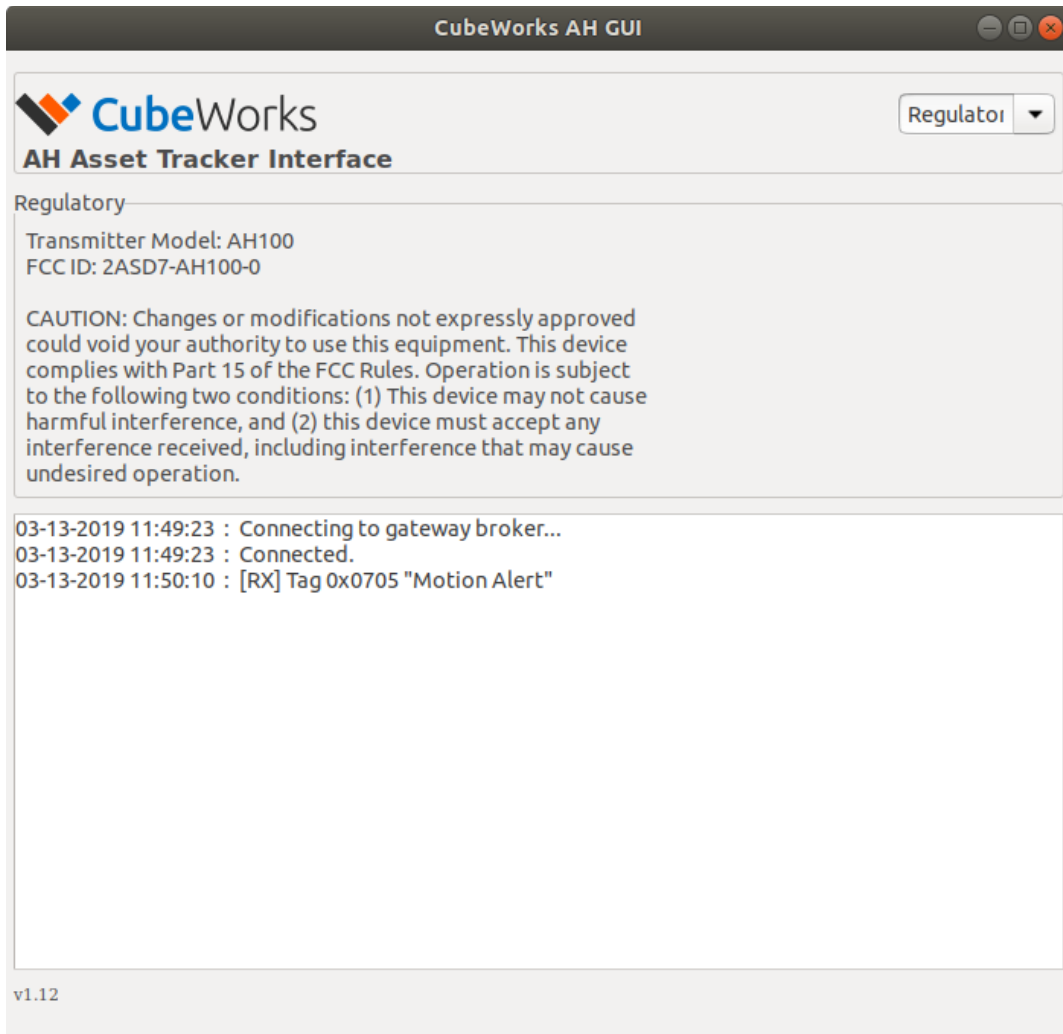 CubeWorks AH GUI
CubeWorks
Regulator
AH Asset Tracker Interface
Regulatory
Transmitter Model: AH100
FCC ID: 2ASD7-AH100-0
CAUTION: Changes or modifications not expressly approved
could void your authority to use this equipment. This device
complies with Part 15 of the FCC Rules. Operation is subject
to the following two conditions: (1) This device may not cause
harmful interference, and (2) this device must accept any
interference received, including interference that may cause
undesired operation.
03-13-2019 11:49:23 : Connecting to gateway broker...
03-13-2019 11:49:23 : Connected.
03-13-2019 11:50:10 : [RX] Tag 0x0705 "Motion Alert"
v1.12